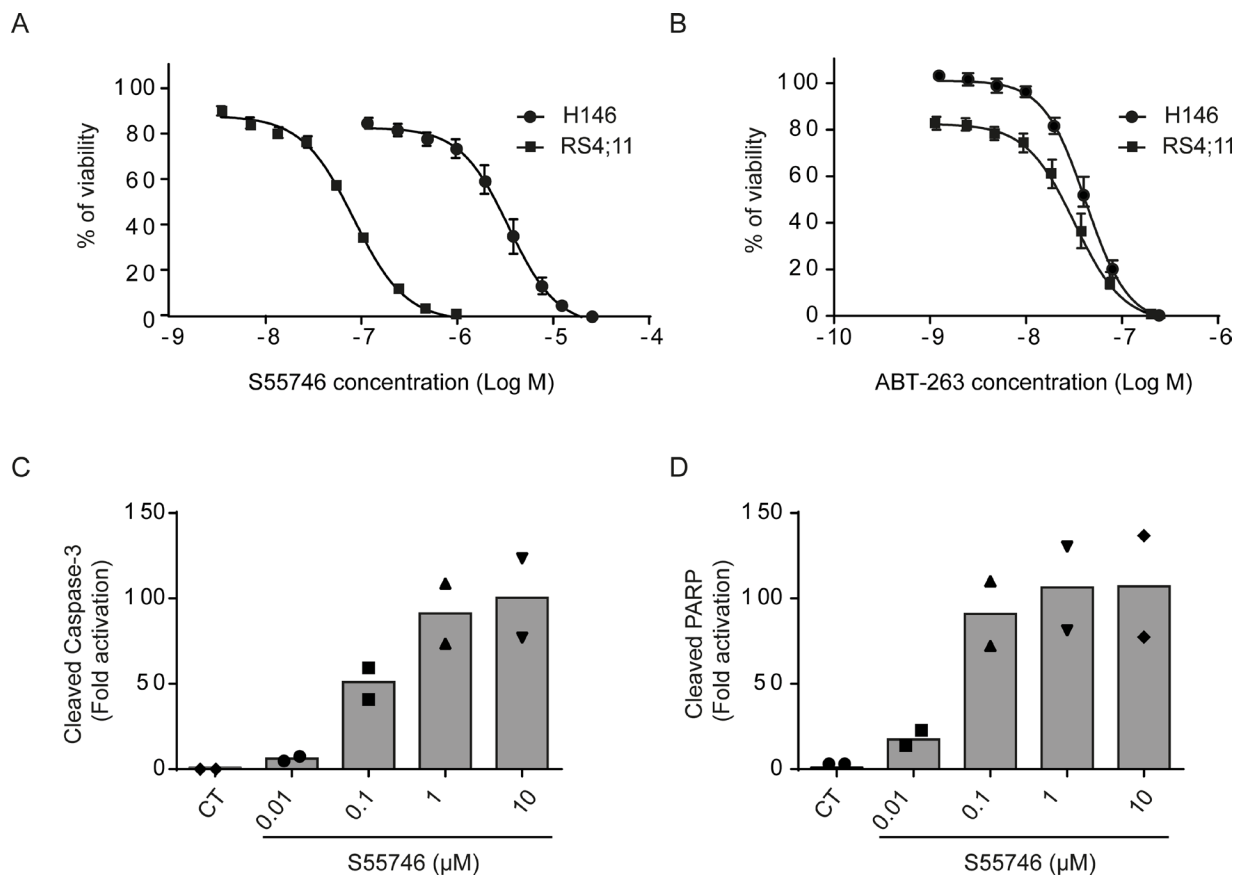 A
B
100
80
60
40
20
0
% of viability
H146
RS4;11
-9
-8
-7
-6
-5
-4
S55746 concentration (Log M)
100
80
60
40
20
0
% of viability
H146
RS4;11
-10
-9
-8
-7
-6
ABT-263 concentration (Log M)
C
D
150
100
50
0
Cleaved Caspase-3
(Fold activation)
CT
0.01
0.1
1
10
S55746 (µM)
150
100
50
0
Cleaved PARP
(Fold activation)
CT
0.01
0.1
1
10
S55746 (µM)